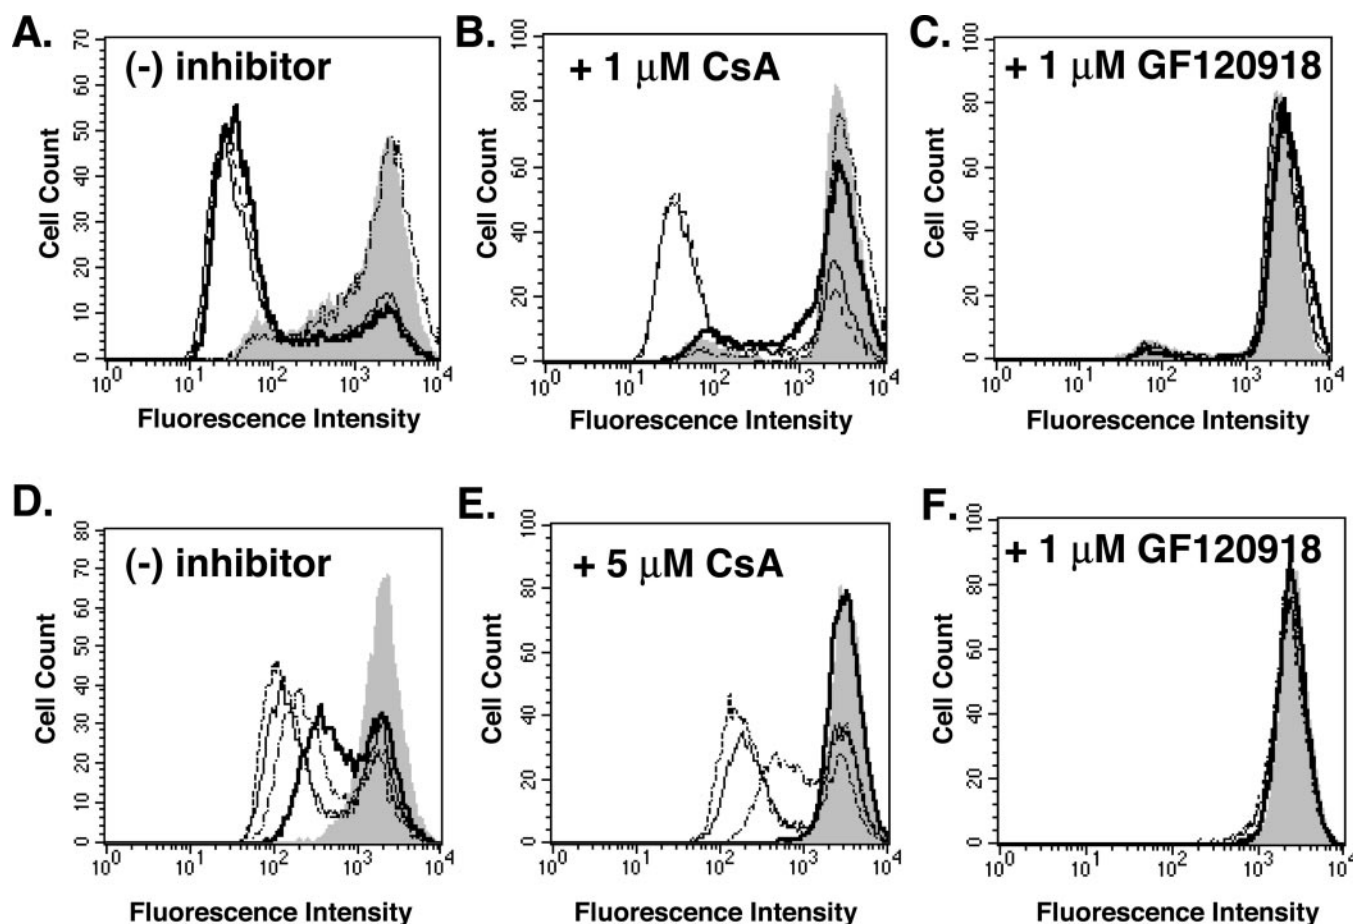 A.
(-) inhibitor
70
60
50
40
30
20
10
0
Cell Count
10^0 10^1 10^2 10^3 10^4
Fluorescence Intensity
B.
+ 1 μM CsA
100
80
60
40
20
0
Cell Count
10^0 10^1 10^2 10^3 10^4
Fluorescence Intensity
C.
+ 1 μM GF120918
100
80
60
40
20
0
Cell Count
10^0 10^1 10^2 10^3 10^4
Fluorescence Intensity
D.
(-) inhibitor
80
70
60
50
40
30
20
10
0
Cell Count
10^0 10^1 10^2 10^3 10^4
Fluorescence Intensity
E.
+ 5 μM CsA
100
80
60
40
20
0
Cell Count
10^0 10^1 10^2 10^3 10^4
Fluorescence Intensity
F.
+ 1 μM GF120918
100
80
60
40
20
0
Cell Count
10^0 10^1 10^2 10^3 10^4
Fluorescence Intensity